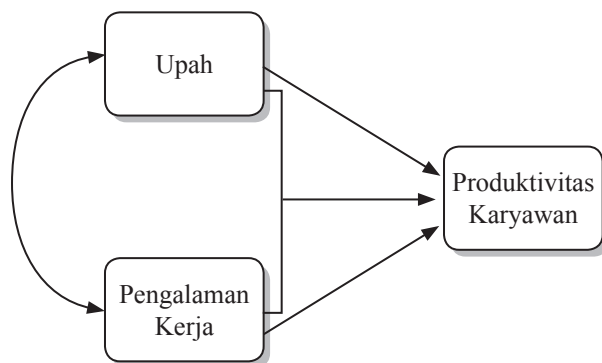 Upah
Produktivitas
Karyawan
Pengalaman
Kerja